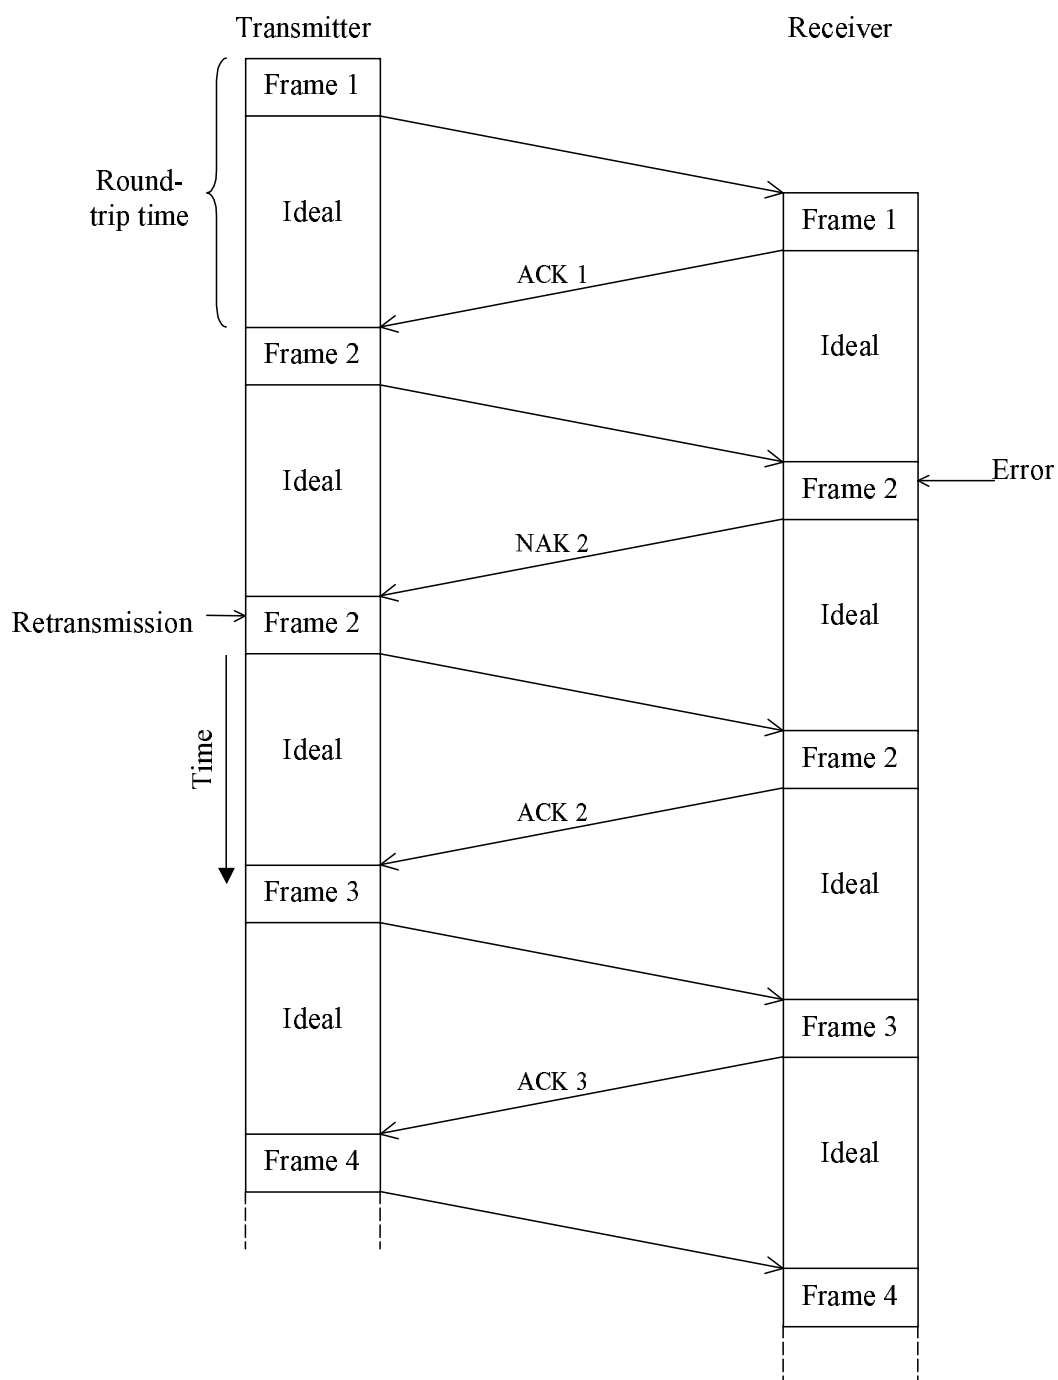 Transmitter
Receiver
Frame 1
Round-
trip time
Ideal
Frame 1
ACK 1
Ideal
Frame 2
Ideal
Error
Frame 2
NAK 2
Retransmission
Frame 2
Ideal
Time
Ideal
Frame 2
ACK 2
Frame 3
Ideal
Ideal
Frame 3
ACK 3
Frame 4
Ideal
Frame 4